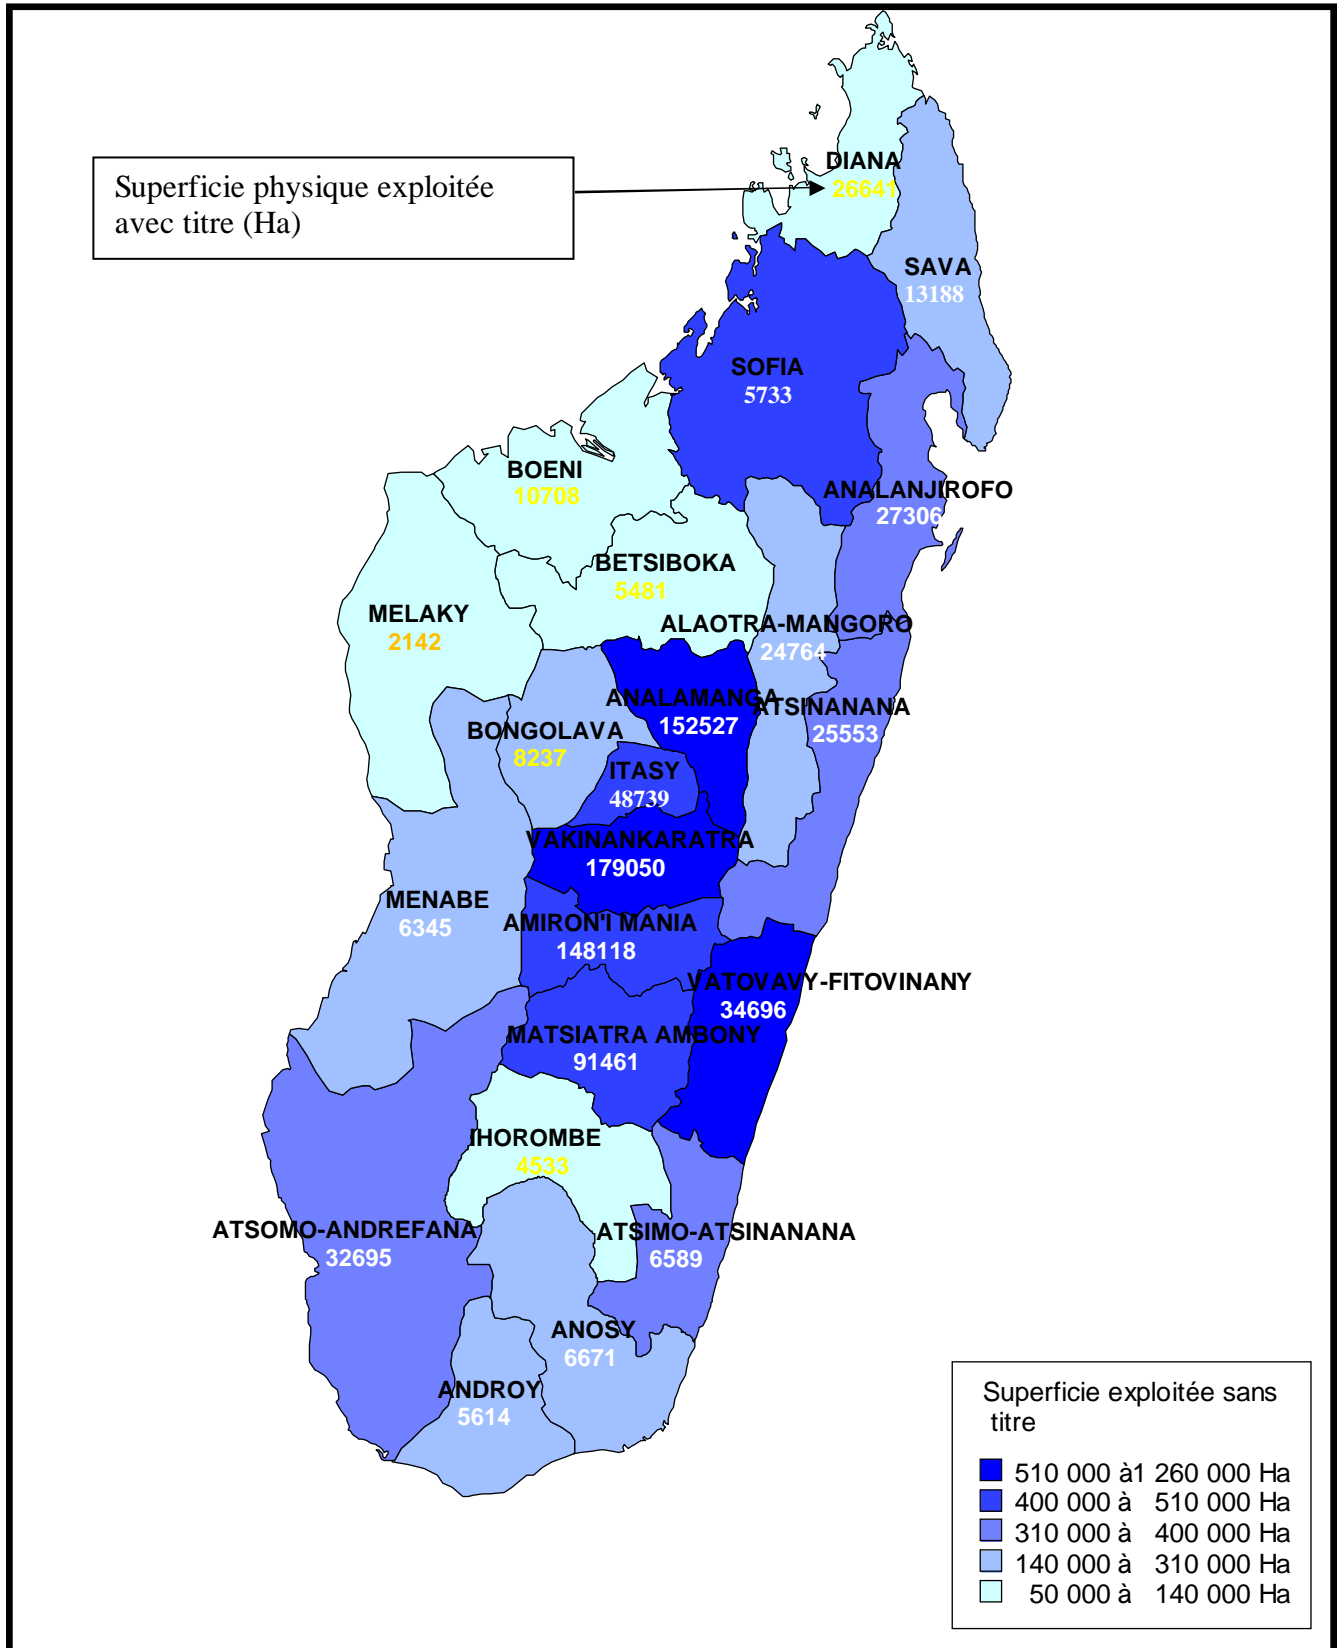 Superficie physique exploitée
avec titre (Ha)
DIANA
26641
SAVA
13188
SOFIA
5733
BOENI
10708
ANALANJIROFO
27306
BETSIBOKA
5481
MELAKY
2142
ALAOTRA-MANGORO
24764
ANALAMANGA
152527
ATSINANANA
25553
BONGOLAVA
8237
ITASY
48739
VAKINANKARATRA
179050
MENABE
6345
AMIRON'I MANIA
148118
VATOVAVY-FITOVINANY
34696
MATSIATRA AMBONY
91461
IHOROMBE
4533
ATSOMO-ANDREFANA
32695
ATSIMO-ATSINANANA
6589
ANOSY
6671
ANDROY
5614
Superficie exploitée sans
titre
510 000 à1 260 000 Ha
400 000 à 510 000 Ha
310 000 à 400 000 Ha
140 000 à 310 000 Ha
50 000 à 140 000 Ha